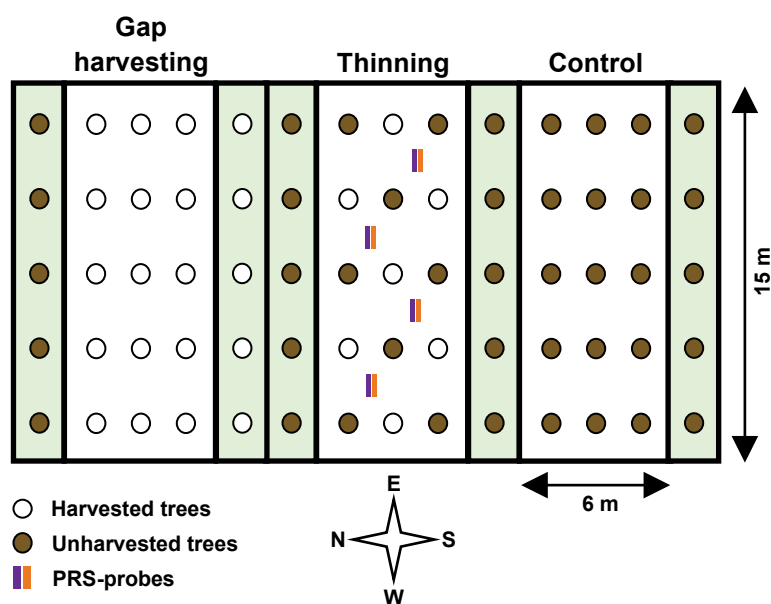 Gap
harvesting
Thinning
Control
15 m
6 m
Harvested trees
Unharvested trees
PRS-probes
E
N
S
W